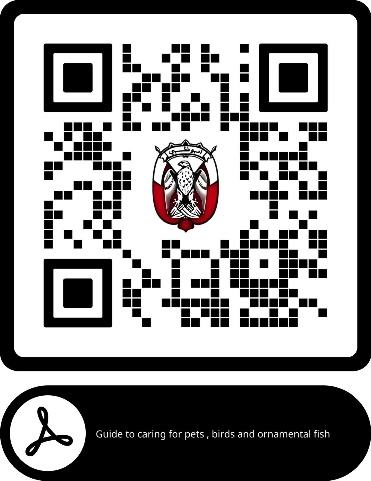 Guide to caring for pets , birds and ornamental fish